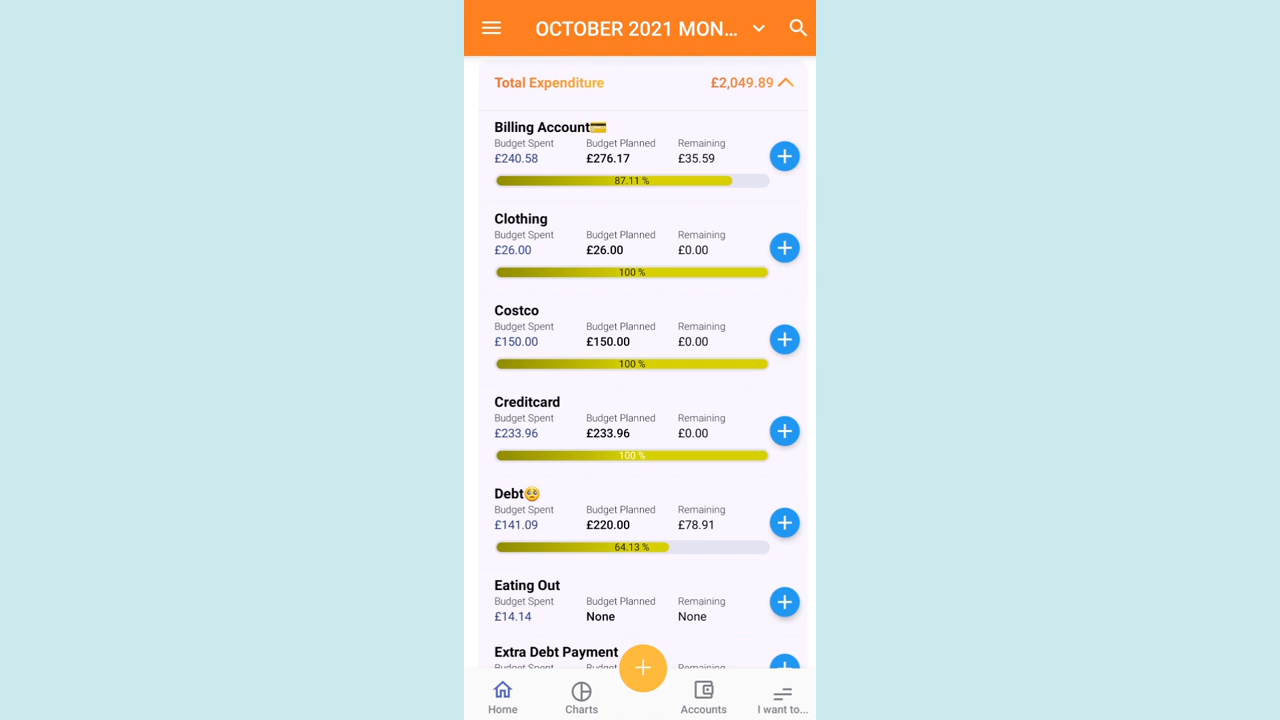 OCTOBER 2021 MON...
Total Expenditure £2,049.89
Billing Account💳
Budget Spent Budget Planned Remaining
£240.58 £276.17 £35.59
87.11 %
Clothing
Budget Spent Budget Planned Remaining
£26.00 £26.00 £0.00
100 %
Costco
Budget Spent Budget Planned Remaining
£150.00 £150.00 £0.00
100 %
Creditcard
Budget Spent Budget Planned Remaining
£233.96 £233.96 £0.00
100 %
Debt🥺
Budget Spent Budget Planned Remaining
£141.09 £220.00 £78.91
64.13 %
Eating Out
Budget Spent Budget Planned Remaining
£14.14 None None
Extra Debt Payment
Budget Spent Budget Remaining
Home Charts Accounts I want to...